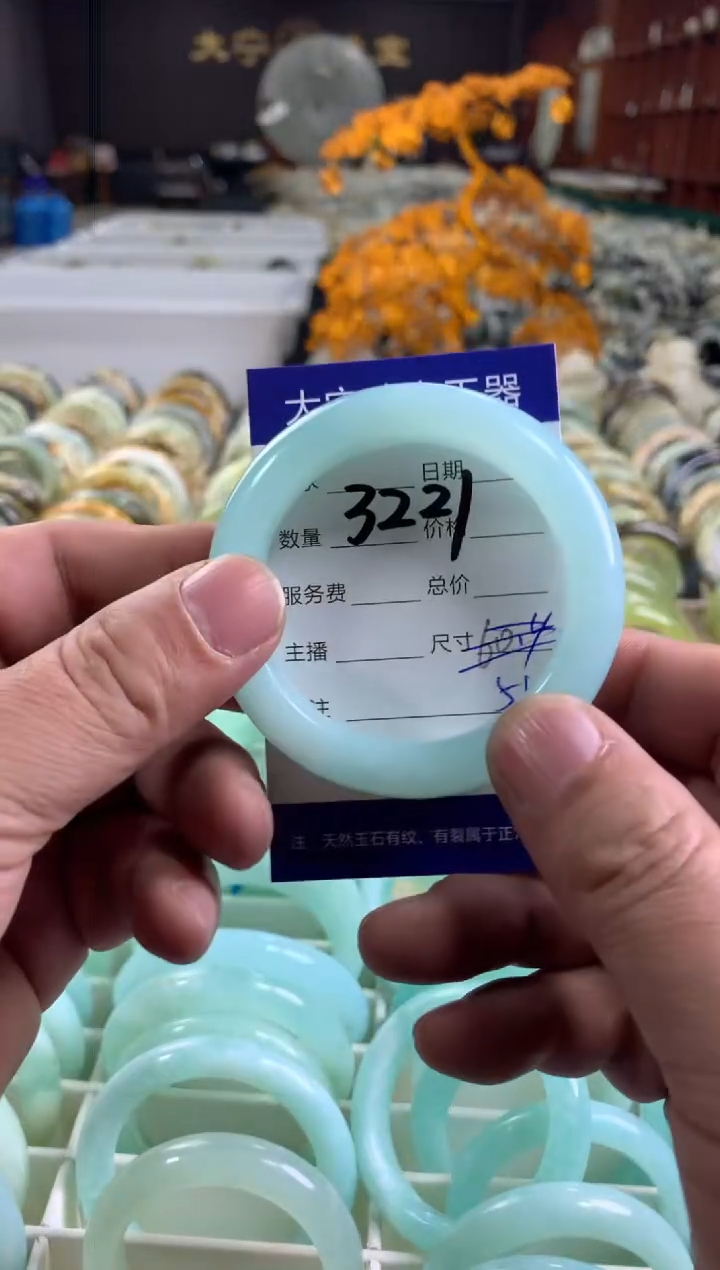 大宁
日期
3221
数量 价格
服务费 总价
主播 尺寸
注
注 天然玉石有纹、有裂属于正